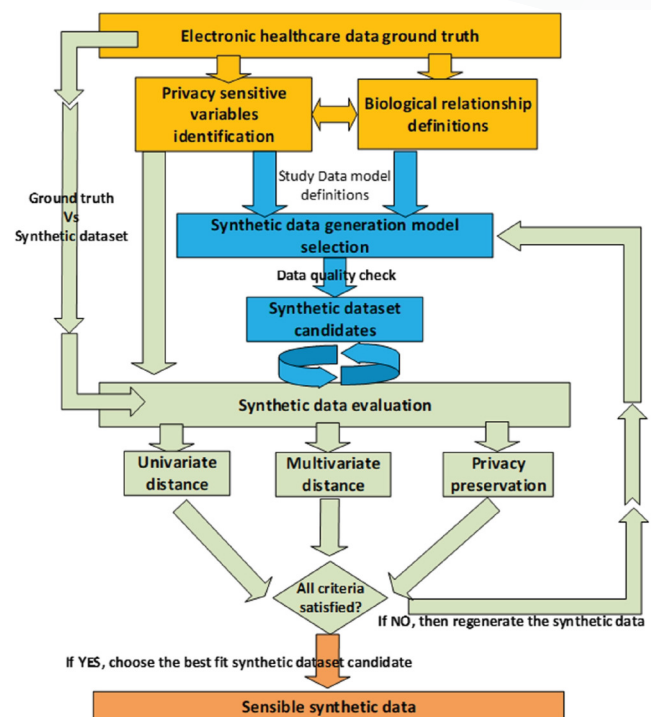 Electronic healthcare data ground truth
Privacy sensitive
variables
identification
Biological relationship
definitions
Study Data model
definitions
Ground truth
Vs
Synthetic dataset
Synthetic data generation model
selection
Data quality check
Synthetic dataset
candidates
Synthetic data evaluation
Univariate
distance
Multivariate
distance
Privacy
preservation
All criteria
satisfied?
If NO, then regenerate the synthetic data
If YES, choose the best fit synthetic dataset candidate
Sensible synthetic data